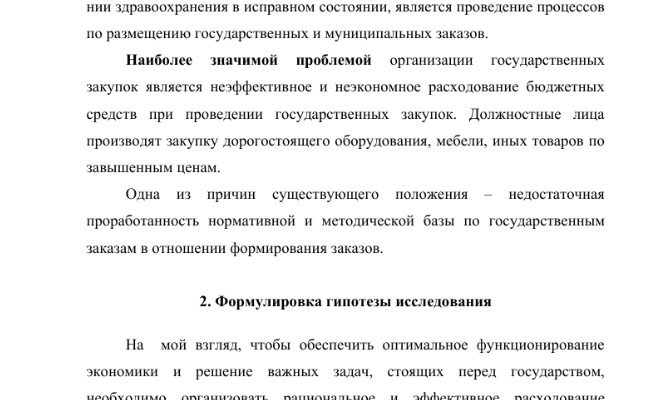 нии здравоохранения в исправном состоянии, является проведение процессов
по размещению государственных и муниципальных заказов.
Наиболее значимой проблемой организации государственных
закупок является неэффективное и неэкономное расходование бюджетных
средств при проведении государственных закупок. Должностные лица
производят закупку дорогостоящего оборудования, мебели, иных товаров по
завышенным ценам.
Одна из причин существующего положения – недостаточная
проработанность нормативной и методической базы по государственным
заказам в отношении формирования заказов.
2. Формулировка гипотезы исследования
На мой взгляд, чтобы обеспечить оптимальное функционирование
экономики и решение важных задач, стоящих перед государством,
необходимо организовать рациональное и эффективное расходование